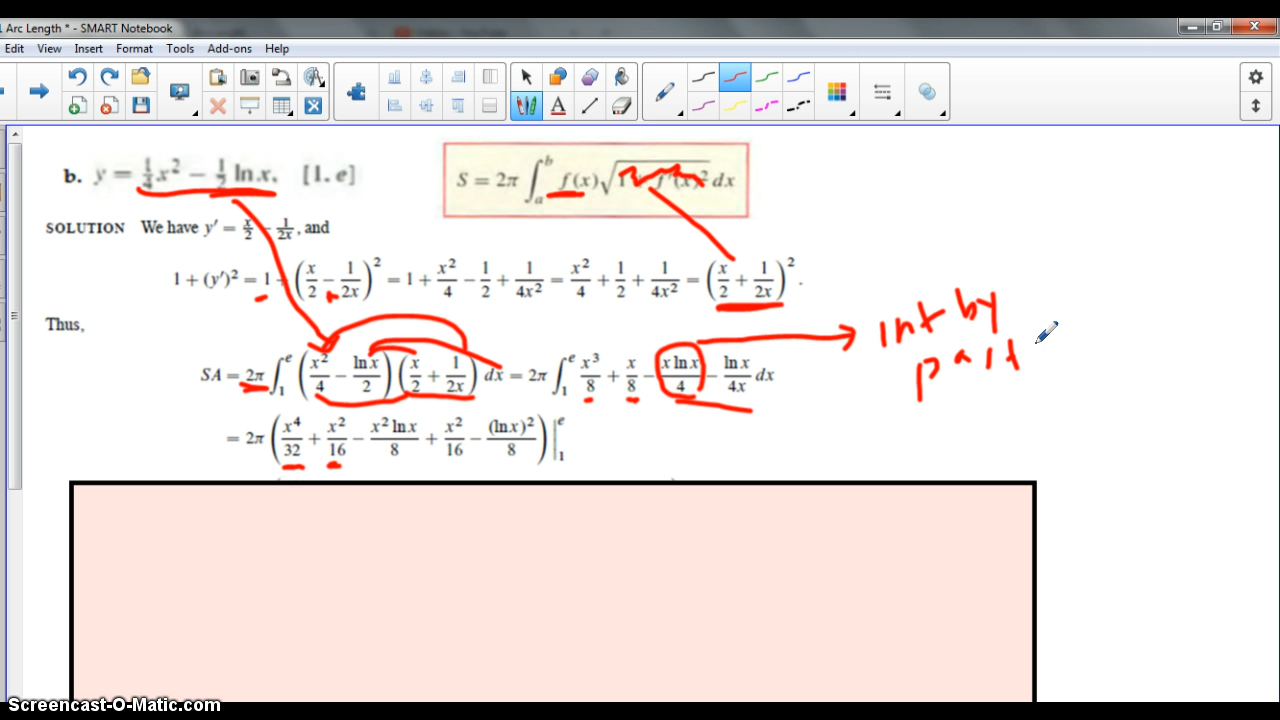 Arc Length * - SMART Notebook
Edit View Insert Format Tools Add-ons Help
b. y = 1/4 x² − 1/2 ln x, [1, e]
S = 2π ∫_a^b f(x)√(1 + f'(x)²) dx
SOLUTION We have y′ = x/2 − 1/2x, and
1 + (y′)² = 1 + (x/2 − 1/2x)² = 1 + x²/4 − 1/2 + 1/4x² = x²/4 + 1/2 + 1/4x² = (x/2 + 1/2x)².
Thus,
SA = 2π ∫_1^e (x²/4 − ln x/2)(x/2 + 1/2x) dx = 2π ∫_1^e x³/8 + x/8 − x ln x/4 − ln x/4x dx
int by
part
= 2π (x⁴/32 + x²/16 − x² ln x/8 + x²/16 − (ln x)²/8) |_1^e
Screencast-O-Matic.com